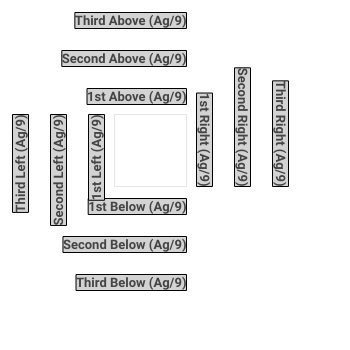 Third Above (Ag/9)
Second Above (Ag/9)
1st Above (Ag/9)
Third Left (Ag/9)
Second Left (Ag/9)
1st Left (Ag/9)
1st Right (Ag/9)
Second Right (Ag/9)
Third Right (Ag/9)
1st Below (Ag/9)
Second Below (Ag/9)
Third Below (Ag/9)